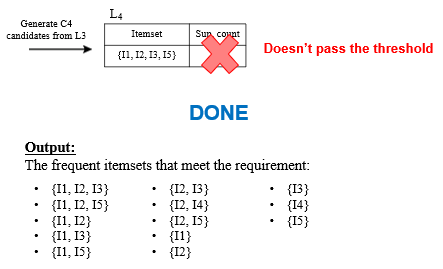 Generate C4
candidates from L3
L4
Itemset Sup. count
{I1, I2, I3, I5}
Doesn't pass the threshold
DONE
Output:
The frequent itemsets that meet the requirement:
• {I1, I2, I3}
• {I1, I2, I5}
• {I1, I2}
• {I1, I3}
• {I1, I5}
• {I2, I3}
• {I2, I4}
• {I2, I5}
• {I1}
• {I2}
• {I3}
• {I4}
• {I5}